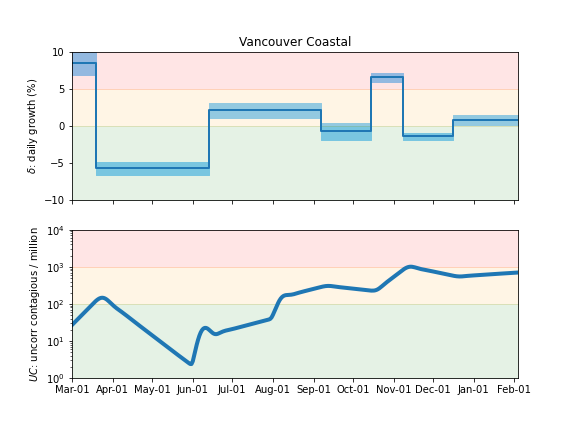 Vancouver Coastal
10
5
0
−5
−10
δ: daily growth (%)
10⁴
10³
10²
10¹
10⁰
UC: uncorr contagious / million
Mar-01 Apr-01 May-01 Jun-01 Jul-01 Aug-01 Sep-01 Oct-01 Nov-01 Dec-01 Jan-01 Feb-01